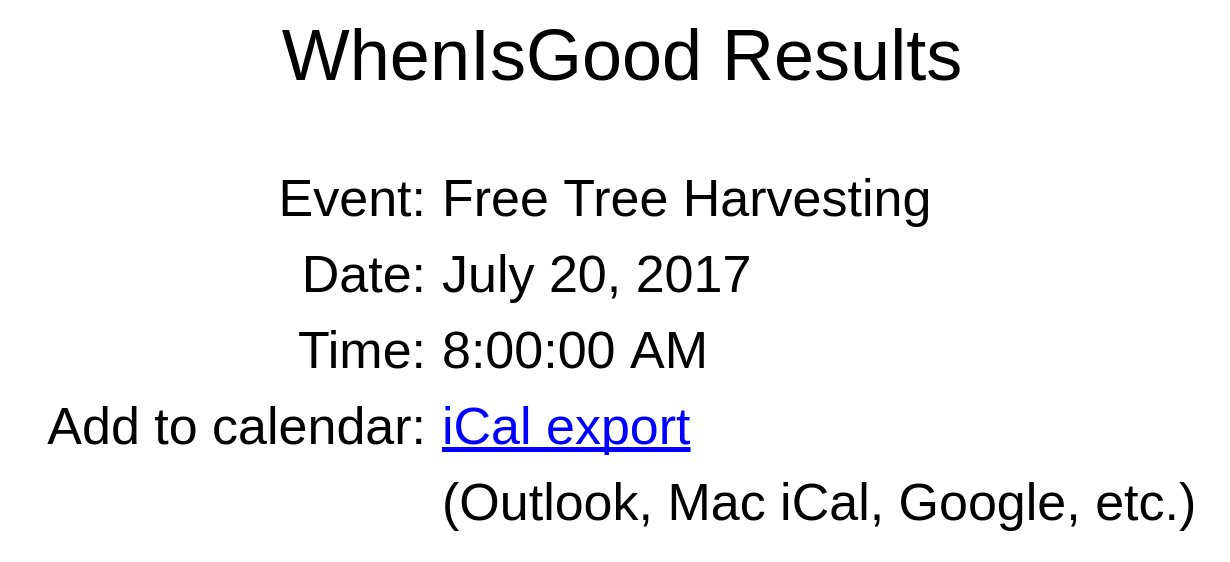 WhenIsGood Results
Event: Free Tree Harvesting
Date: July 20, 2017
Time: 8:00:00 AM
Add to calendar: iCal export
(Outlook, Mac iCal, Google, etc.)